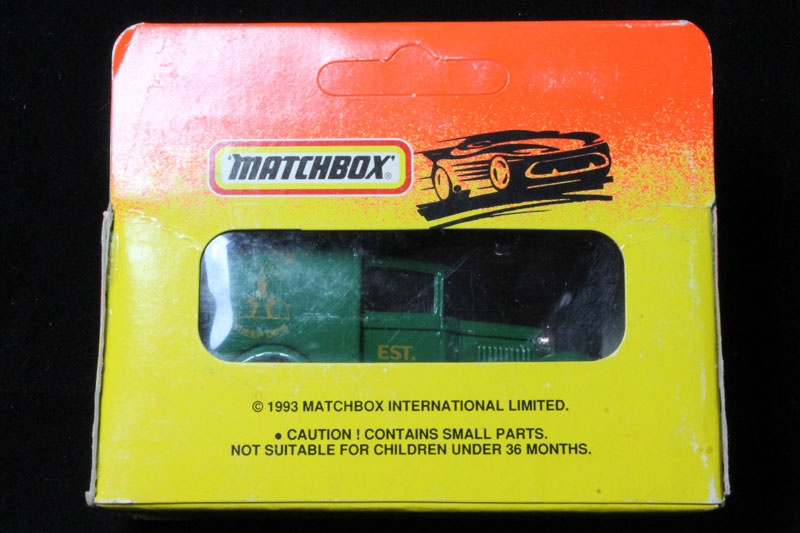 MATCHBOX®
EST.
© 1993 MATCHBOX INTERNATIONAL LIMITED.
● CAUTION ! CONTAINS SMALL PARTS.
NOT SUITABLE FOR CHILDREN UNDER 36 MONTHS.